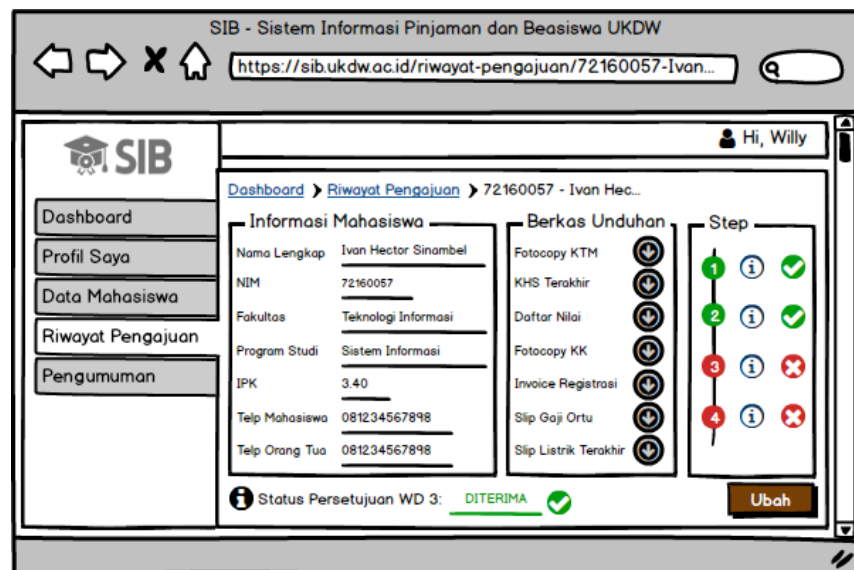 SIB - Sistem Informasi Pinjaman dan Beasiswa UKDW
https://sib.ukdw.ac.id/riwayat-pengajuan/72160057-Ivan...
SIB
Hi, Willy
Dashboard
Profil Saya
Data Mahasiswa
Riwayat Pengajuan
Pengumuman
Dashboard ❯ Riwayat Pengajuan ❯ 72160057 - Ivan Hec...
Informasi Mahasiswa
Nama Lengkap Ivan Hector Sinambel
NIM 72160057
Fakultas Teknologi Informasi
Program Studi Sistem Informasi
IPK 3.40
Telp Mahasiswa 081234567898
Telp Orang Tua 081234567898
Berkas Unduhan
Fotocopy KTM
KHS Terakhir
Daftar Nilai
Fotocopy KK
Invoice Registrasi
Slip Gaji Ortu
Slip Listrik Terakhir
Step
1
2
3
4
Status Persetujuan WD 3: DITERIMA
Ubah